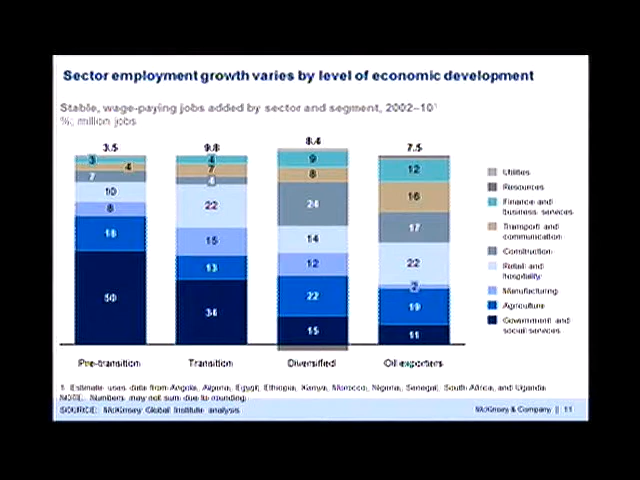 Sector employment growth varies by level of economic development
Stable, wage-paying jobs added by sector and segment, 2002–10¹
%; million jobs
3.5 9.8 8.4 7.5
3 4 9 12
4 7 8 16
7 4 24 17
10 22 14 22
8 15 12 2
18 13 22 19
50 34 15 11
Pre-transition Transition Diversified Oil exporters
Utilities
Resources
Finance and
business services
Transport and
communication
Construction
Retail and
hospitality
Manufacturing
Agriculture
Government and
social services
1 Estimate uses data from Angola, Algeria, Egypt, Ethiopia, Kenya, Morocco, Nigeria, Senegal, South Africa, and Uganda
NOTE: Numbers may not sum due to rounding
SOURCE: McKinsey Global Institute analysis
McKinsey & Company | 11